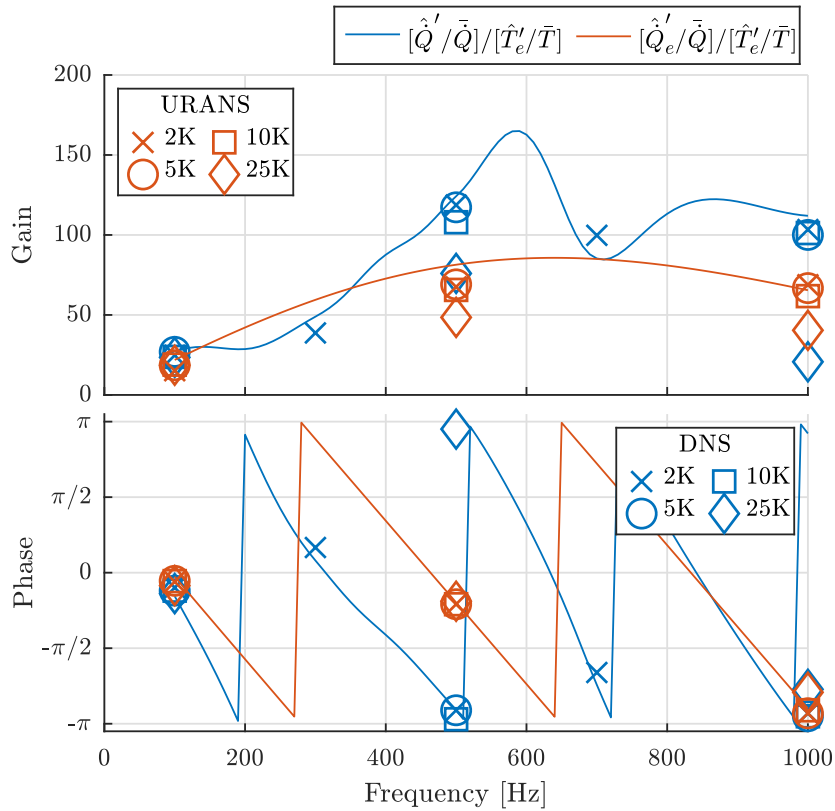 [Q̇̂′/Q̇̄]/[T̂′ₑ/T̄] [Q̇̂′ₑ/Q̇̄]/[T̂′ₑ/T̄]
200
150
100
50
0
Gain
URANS
2K 10K
5K 25K
π
π/2
0
-π/2
-π
Phase
DNS
2K 10K
5K 25K
0 200 400 600 800 1000
Frequency [Hz]